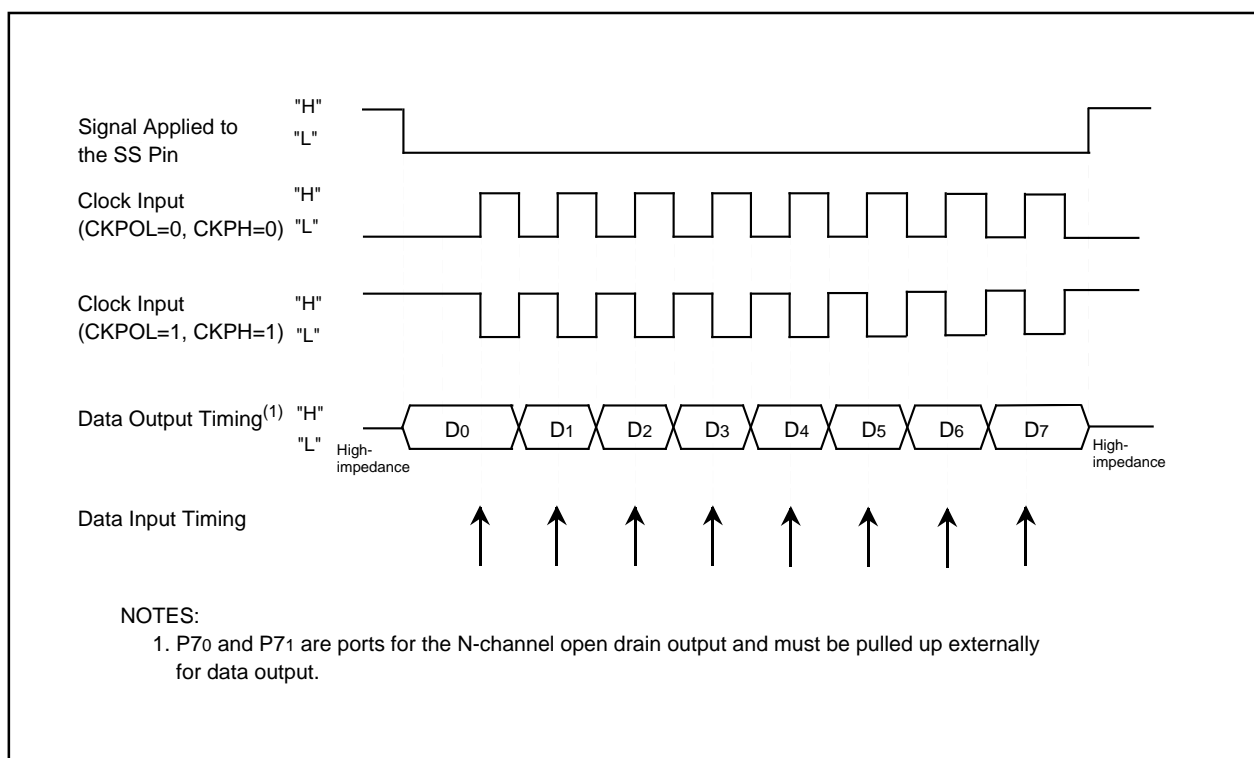 "H"
Signal Applied to
the SS Pin
"L"
Clock Input
(CKPOL=0, CKPH=0)
"H"
"L"
Clock Input
(CKPOL=1, CKPH=1)
"H"
"L"
Data Output Timing(1)
"H"
"L"
High-
impedance
D0
D1
D2
D3
D4
D5
D6
D7
High-
impedance
Data Input Timing
NOTES:
1. P70 and P71 are ports for the N-channel open drain output and must be pulled up externally
for data output.